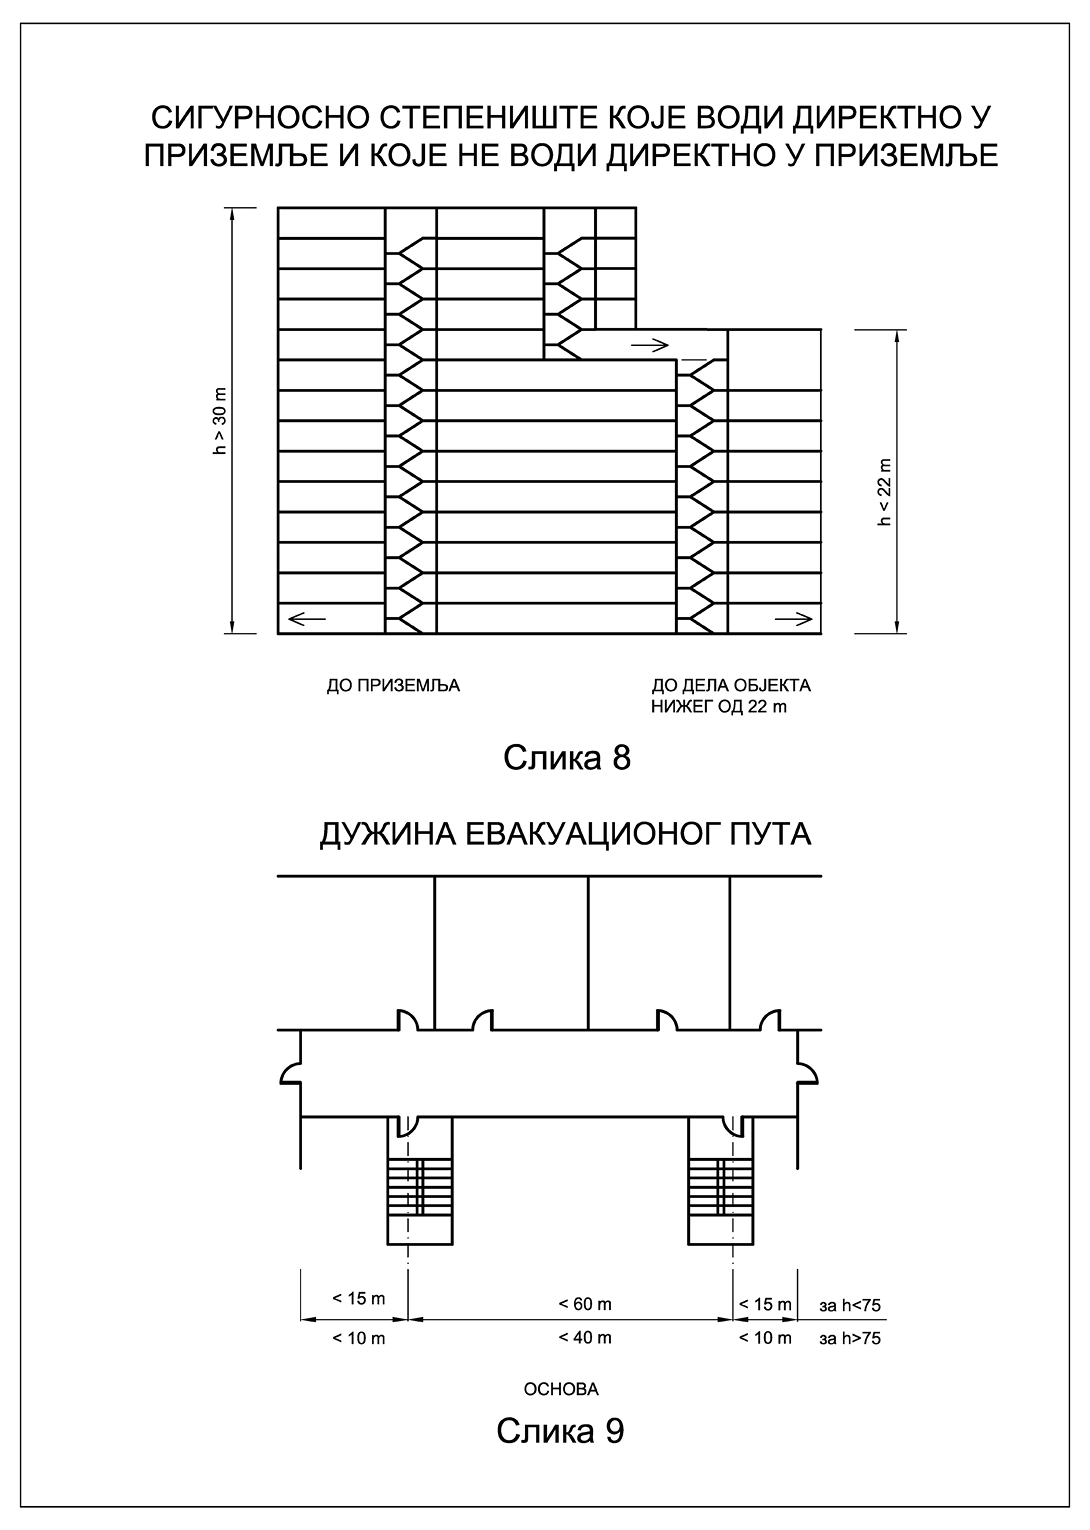 СИГУРНОСНО СТЕПЕНИШТЕ КОЈЕ ВОДИ ДИРЕКТНО У
ПРИЗЕМЉЕ И КОЈЕ НЕ ВОДИ ДИРЕКТНО У ПРИЗЕМЉЕ
h > 30 m
h < 22 m
ДО ПРИЗЕМЉА
ДО ДЕЛА ОБЈЕКТА
НИЖЕГ ОД 22 m
Слика 8
ДУЖИНА ЕВАКУАЦИОНОГ ПУТА
< 15 m < 60 m < 15 m за h<75
< 10 m < 40 m < 10 m за h>75
ОСНОВА
Слика 9